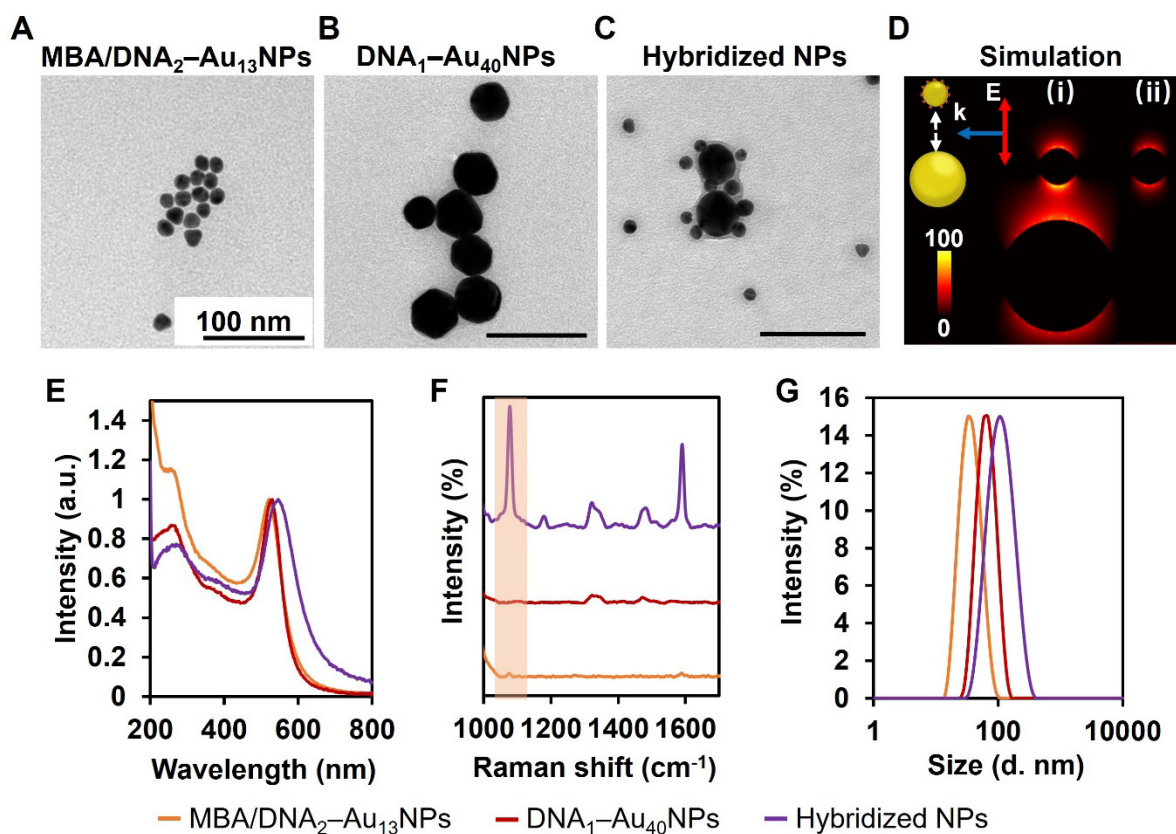 A
MBA/DNA₂–Au₁₃NPs
100 nm
B
DNA₁–Au₄₀NPs
C
Hybridized NPs
D
Simulation
E
k
(i)
(ii)
100
0
E
Intensity (a.u.)
1.4
1.2
1
0.8
0.6
0.4
0.2
0
200 400 600 800
Wavelength (nm)
F
Intensity (%)
1000 1200 1400 1600
Raman shift (cm⁻¹)
G
Intensity (%)
16
14
12
10
8
6
4
2
0
1 100 10000
Size (d. nm)
MBA/DNA₂–Au₁₃NPs DNA₁–Au₄₀NPs Hybridized NPs